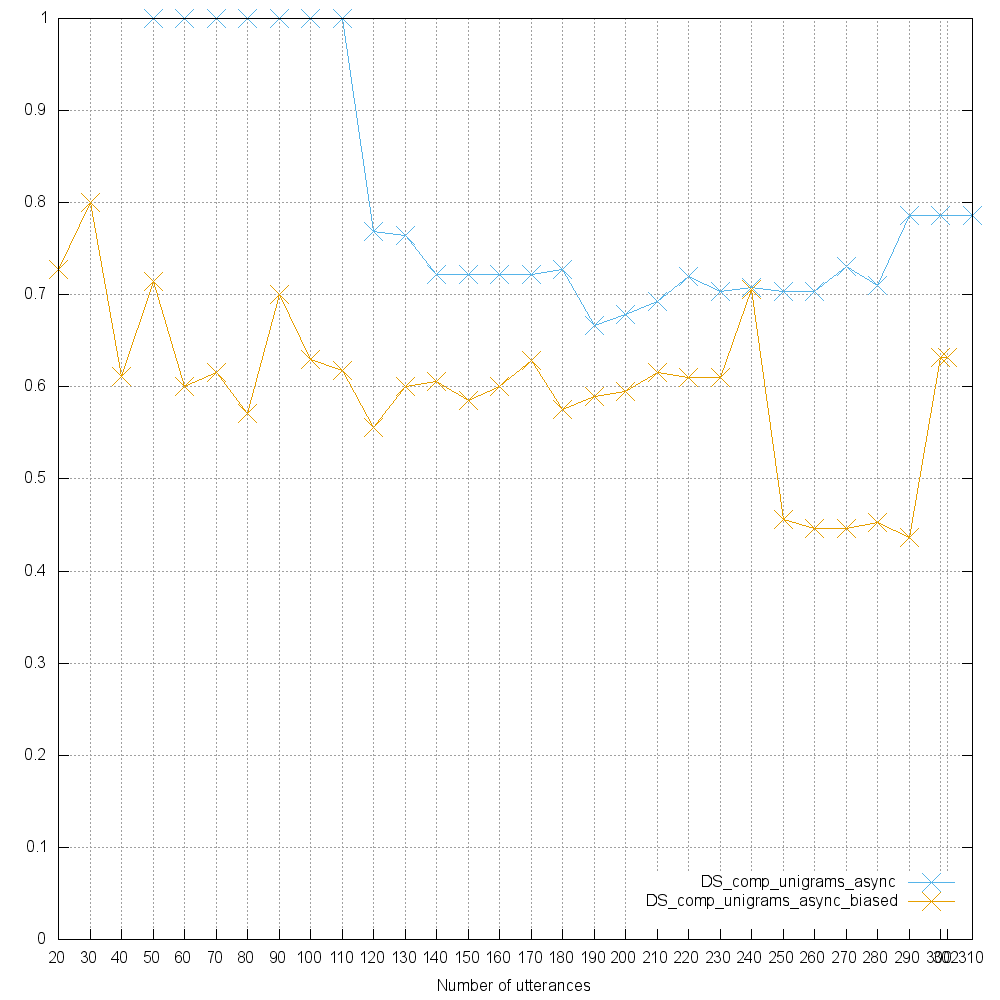 1
0.9
0.8
0.7
0.6
0.5
0.4
0.3
0.2
0.1
0
DS_comp_unigrams_async
DS_comp_unigrams_async_biased
20 30 40 50 60 70 80 90 100 110 120 130 140 150 160 170 180 190 200 210 220 230 240 250 260 270 280 290 300 302 310
Number of utterances